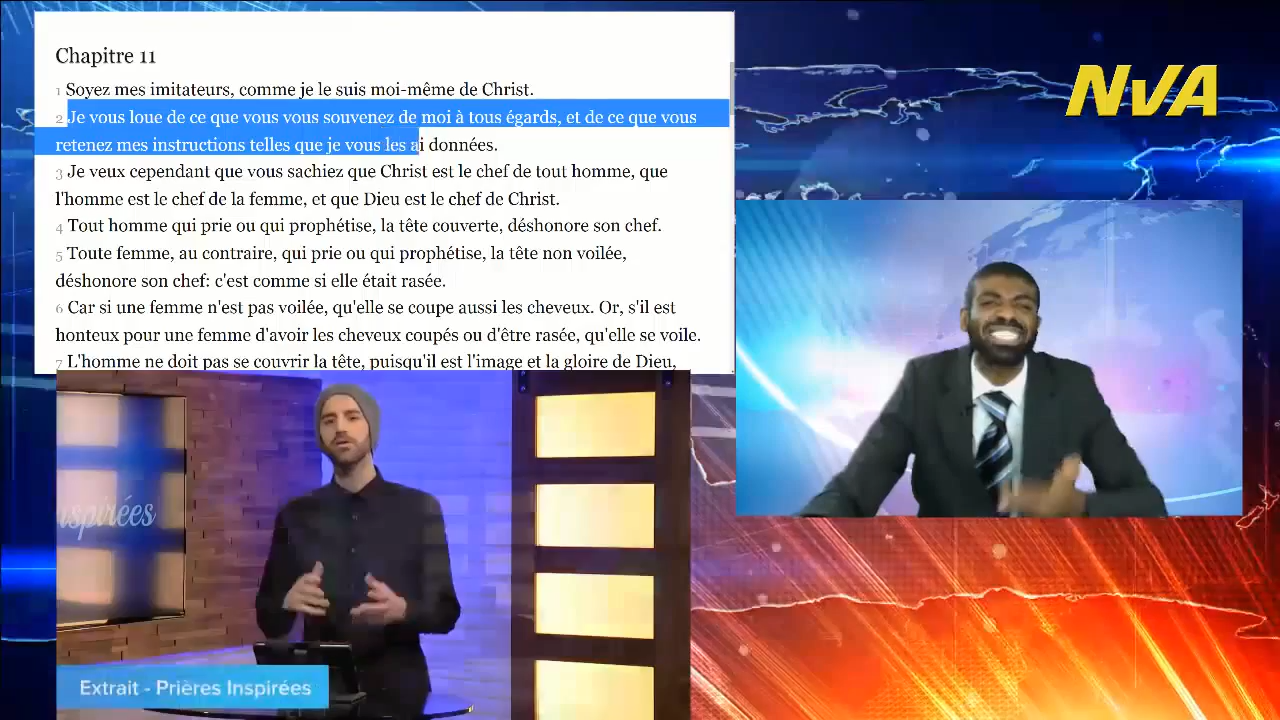 Chapitre 11
1 Soyez mes imitateurs, comme je le suis moi-même de Christ.
2 Je vous loue de ce que vous vous souvenez de moi à tous égards, et de ce que vous
retenez mes instructions telles que je vous les ai données.
3 Je veux cependant que vous sachiez que Christ est le chef de tout homme, que
l'homme est le chef de la femme, et que Dieu est le chef de Christ.
4 Tout homme qui prie ou qui prophétise, la tête couverte, déshonore son chef.
5 Toute femme, au contraire, qui prie ou qui prophétise, la tête non voilée,
déshonore son chef: c'est comme si elle était rasée.
6 Car si une femme n'est pas voilée, qu'elle se coupe aussi les cheveux. Or, s'il est
honteux pour une femme d'avoir les cheveux coupés ou d'être rasée, qu'elle se voile.
7 L'homme ne doit pas se couvrir la tête, puisqu'il est l'image et la gloire de Dieu,
NVA
nspirées
Extrait - Prières Inspirées